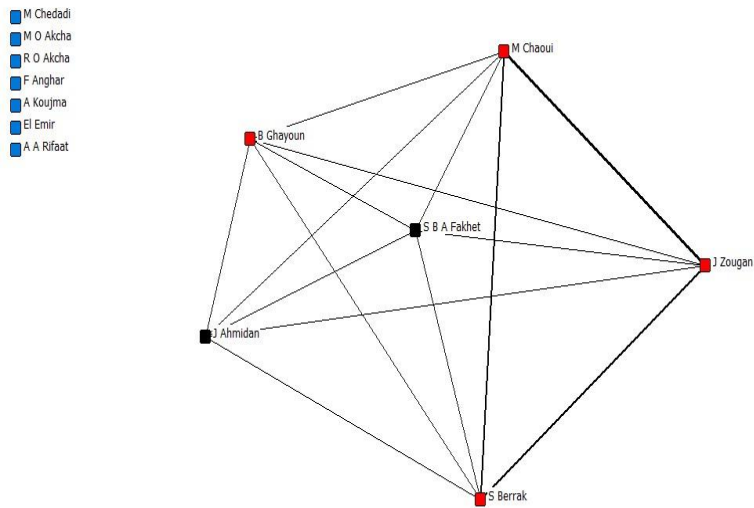 M Chedadi
M O Akcha
R O Akcha
F Anghar
A Koujma
El Emir
A A Rifaat
M Chaoui
B Ghayoun
S B A Fakhet
J Zougan
J Ahmidan
S Berrak